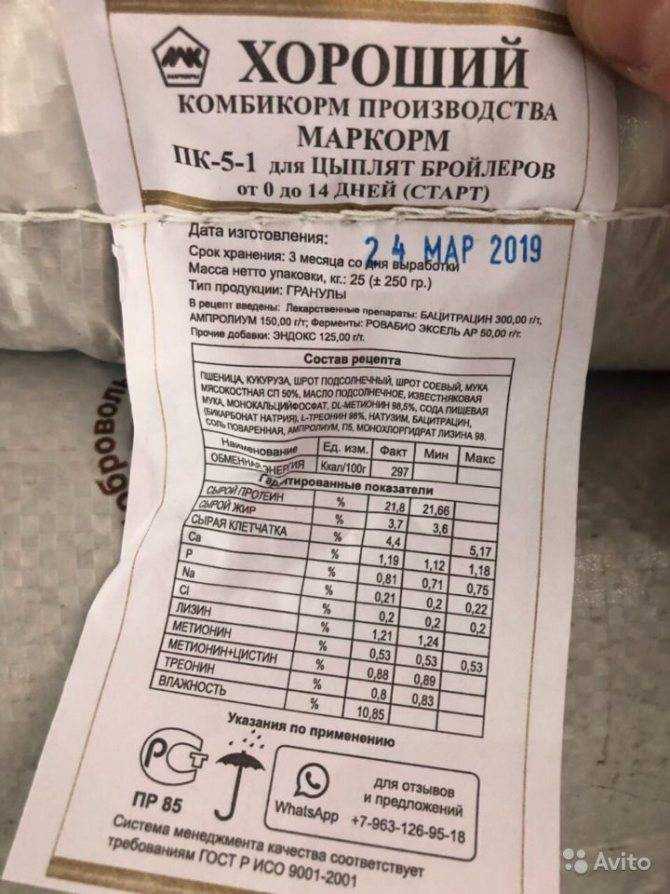 МАРКОРМ
ХОРОШИЙ
КОМБИКОРМ ПРОИЗВОДСТВА
МАРКОРМ
ПК-5-1 для ЦЫПЛЯТ БРОЙЛЕРОВ
от 0 до 14 ДНЕЙ (СТАРТ)
Дата изготовления: 24 МАР 2019
Срок хранения: 3 месяца со дня выработки
Масса нетто упаковки, кг.: 25 (± 250 гр.)
Тип продукции: ГРАНУЛЫ
В рецепт введены: Лекарственные препараты: БАЦИТРАЦИН 300,00 г/т,
АМПРОЛИУМ 150,00 г/т; Ферменты: РОВАБИО ЭКСЕЛЬ АР 50,00 г/т.
Прочие добавки: ЭНДОКС 125,00 г/т.
Состав рецепта
ПШЕНИЦА, КУКУРУЗА, ШРОТ ПОДСОЛНЕЧНЫЙ, ШРОТ СОЕВЫЙ, МУКА
МЯСОКОСТНАЯ СП 50%, МАСЛО ПОДСОЛНЕЧНОЕ, ИЗВЕСТНЯКОВАЯ
МУКА, МОНОКАЛЬЦИЙФОСФАТ, DL-МЕТИОНИН 98,5%, СОДА ПИЩЕВАЯ
(БИКАРБОНАТ НАТРИЯ), L-ТРЕОНИН 98%, НАТУЗИМ, БАЦИТРАЦИН,
СОЛЬ ПОВАРЕННАЯ, АМПРОЛИУМ, П5, МОНОХЛОРГИДРАТ ЛИЗИНА 98.
Наименование Ед. изм. Факт Мин Макс
ОБМЕННАЯ ЭНЕРГИЯ Ккал/100г 297
Гарантированные показатели
СЫРОЙ ПРОТЕИН % 21,8 21,66
СЫРОЙ ЖИР % 3,7 3,6
СЫРАЯ КЛЕТЧАТКА % 4,4 5,17
Ca % 1,19 1,12 1,18
P % 0,81 0,71 0,75
Na % 0,21 0,2 0,22
Cl % 0,2 0,2 0,2
ЛИЗИН % 1,21 1,24
МЕТИОНИН % 0,53 0,53 0,53
МЕТИОНИН+ЦИСТИН % 0,88 0,89
ТРЕОНИН % 0,8 0,83
ВЛАЖНОСТЬ % 10,85
Указания по применению
ПР 85
WhatsApp
для отзывов
и предложений
+7-963-126-95-18
Система менеджмента качества соответствует
требованиям ГОСТ Р ИСО 9001-2001
Avito